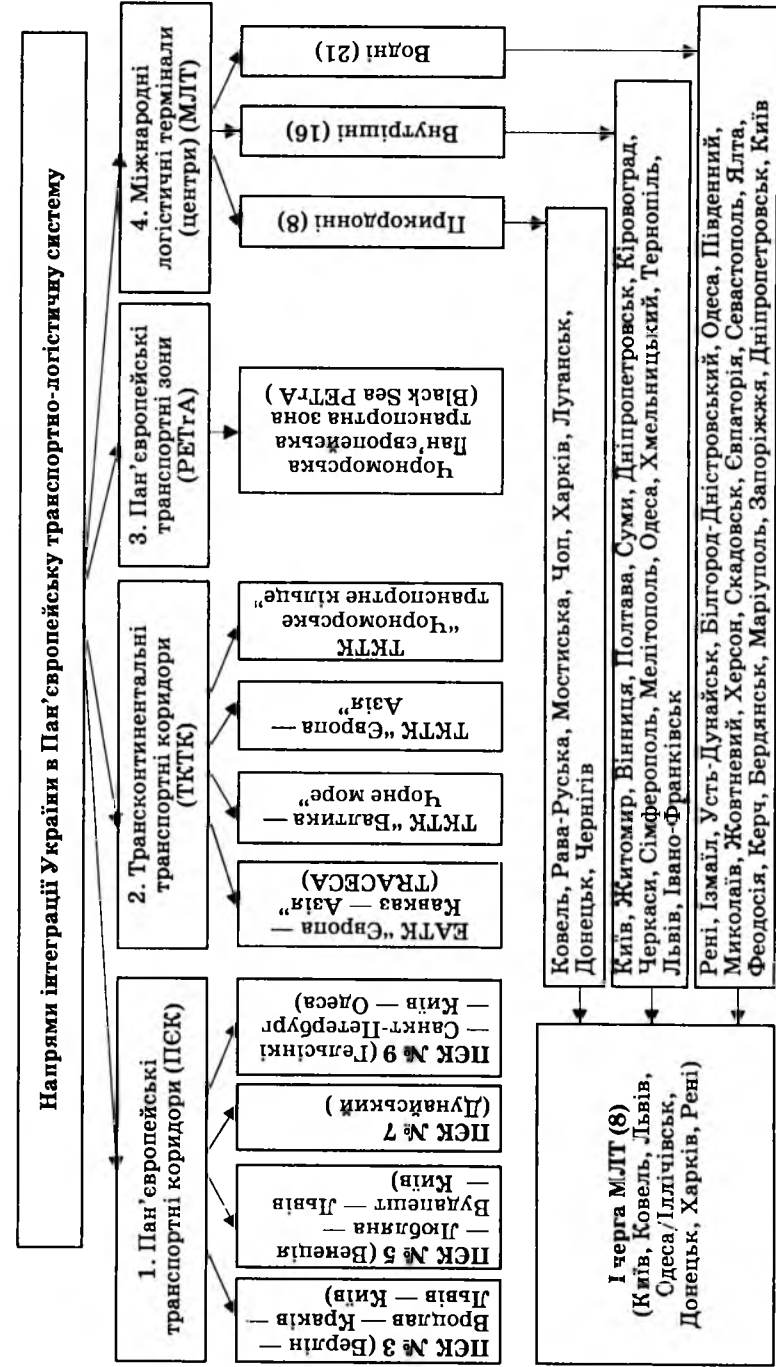 Напрями інтеграції України в Пан’європейську транспортно-логістичну систему
1. Пан’європейські
транспортні коридори (ПЄК)
2. Трансконтинентальні
транспортні коридори
(ТКТК)
3. Пан’європейські
транспортні зони
(PETrA)
4. Міжнародні
логістичні термінали
(центри) (МЛТ)
ПЄК № 3 (Берлін —
Вроцлав — Краків —
Львів — Київ)
ПЄК № 5 (Венеція
— Любляна —
Будапешт — Львів
— Київ)
ПЄК № 7
(Дунайський )
ПЄК № 9 (Гельсінкі
— Санкт-Петербург
— Київ — Одеса)
ЕАТК “Європа —
Кавказ — Азія”
(TRACECA)
ТКТК “Балтика —
Чорне море”
ТКТК “Європа —
Азія”
ТКТК
“Чорноморське
транспортне кільце”
Чорноморська
Пан’європейська
транспортна зона
(Black Sea PETrA )
Прикордонні (8)
Внутрішні (16)
Водні (21)
Ковель, Рава-Руська, Мостиська, Чоп, Харків, Луганськ,
Донецьк, Чернігів
Київ, Житомир, Вінниця, Полтава, Суми, Дніпропетровськ, Кіровоград,
Черкаси, Сімферополь, Мелітополь, Одеса, Хмельницький, Тернопіль,
Львів, Івано-Франківськ
Рені, Ізмаїл, Усть-Дунайськ, Білгород-Дністровський, Одеса, Південний,
Миколаїв, Жовтневий, Херсон, Скадовськ, Євпаторія, Севастополь, Ялта,
Феодосія, Керч, Бердянськ, Маріуполь, Запоріжжя, Дніпропетровськ, Київ
I черга МЛТ (8)
(Київ, Ковель, Львів,
Одеса/Іллічівськ,
Донецьк, Харків, Рені)